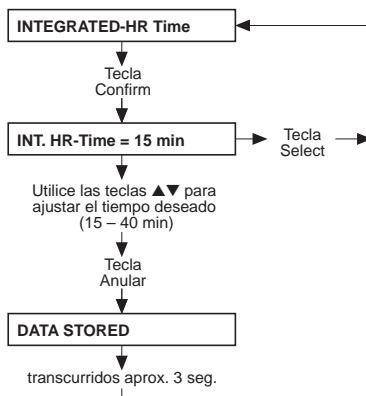 INTEGRATED-HR Time
Tecla
Confirm
INT. HR-Time = 15 min
Tecla
Select
Utilice las teclas ▲▼ para
ajustar el tiempo deseado
(15 – 40 min)
Tecla
Anular
DATA STORED
transcurridos aprox. 3 seg.